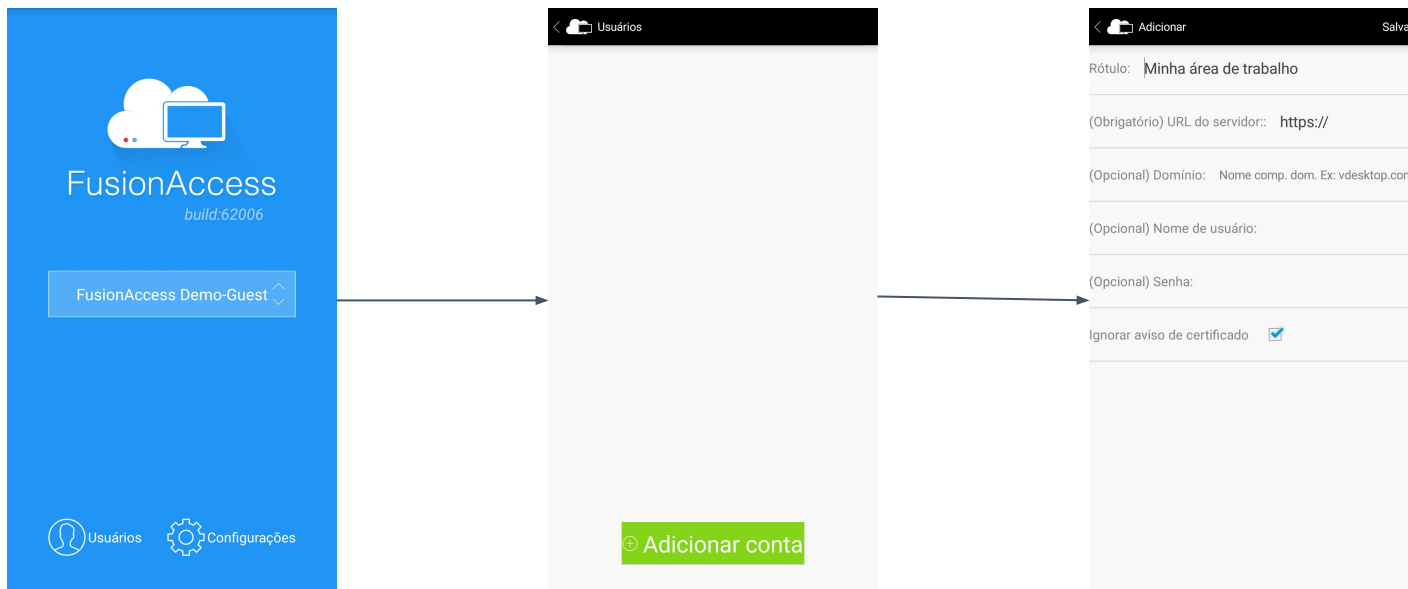 FusionAccess
build:62006
FusionAccess Demo-Guest
Usuários
Configurações
Usuários
Adicionar conta
Adicionar
Salva
Rótulo: Minha área de trabalho
(Obrigatório) URL do servidor:: https://
(Opcional) Domínio: Nome comp. dom. Ex: vdesktop.con
(Opcional) Nome de usuário:
(Opcional) Senha:
Ignorar aviso de certificado